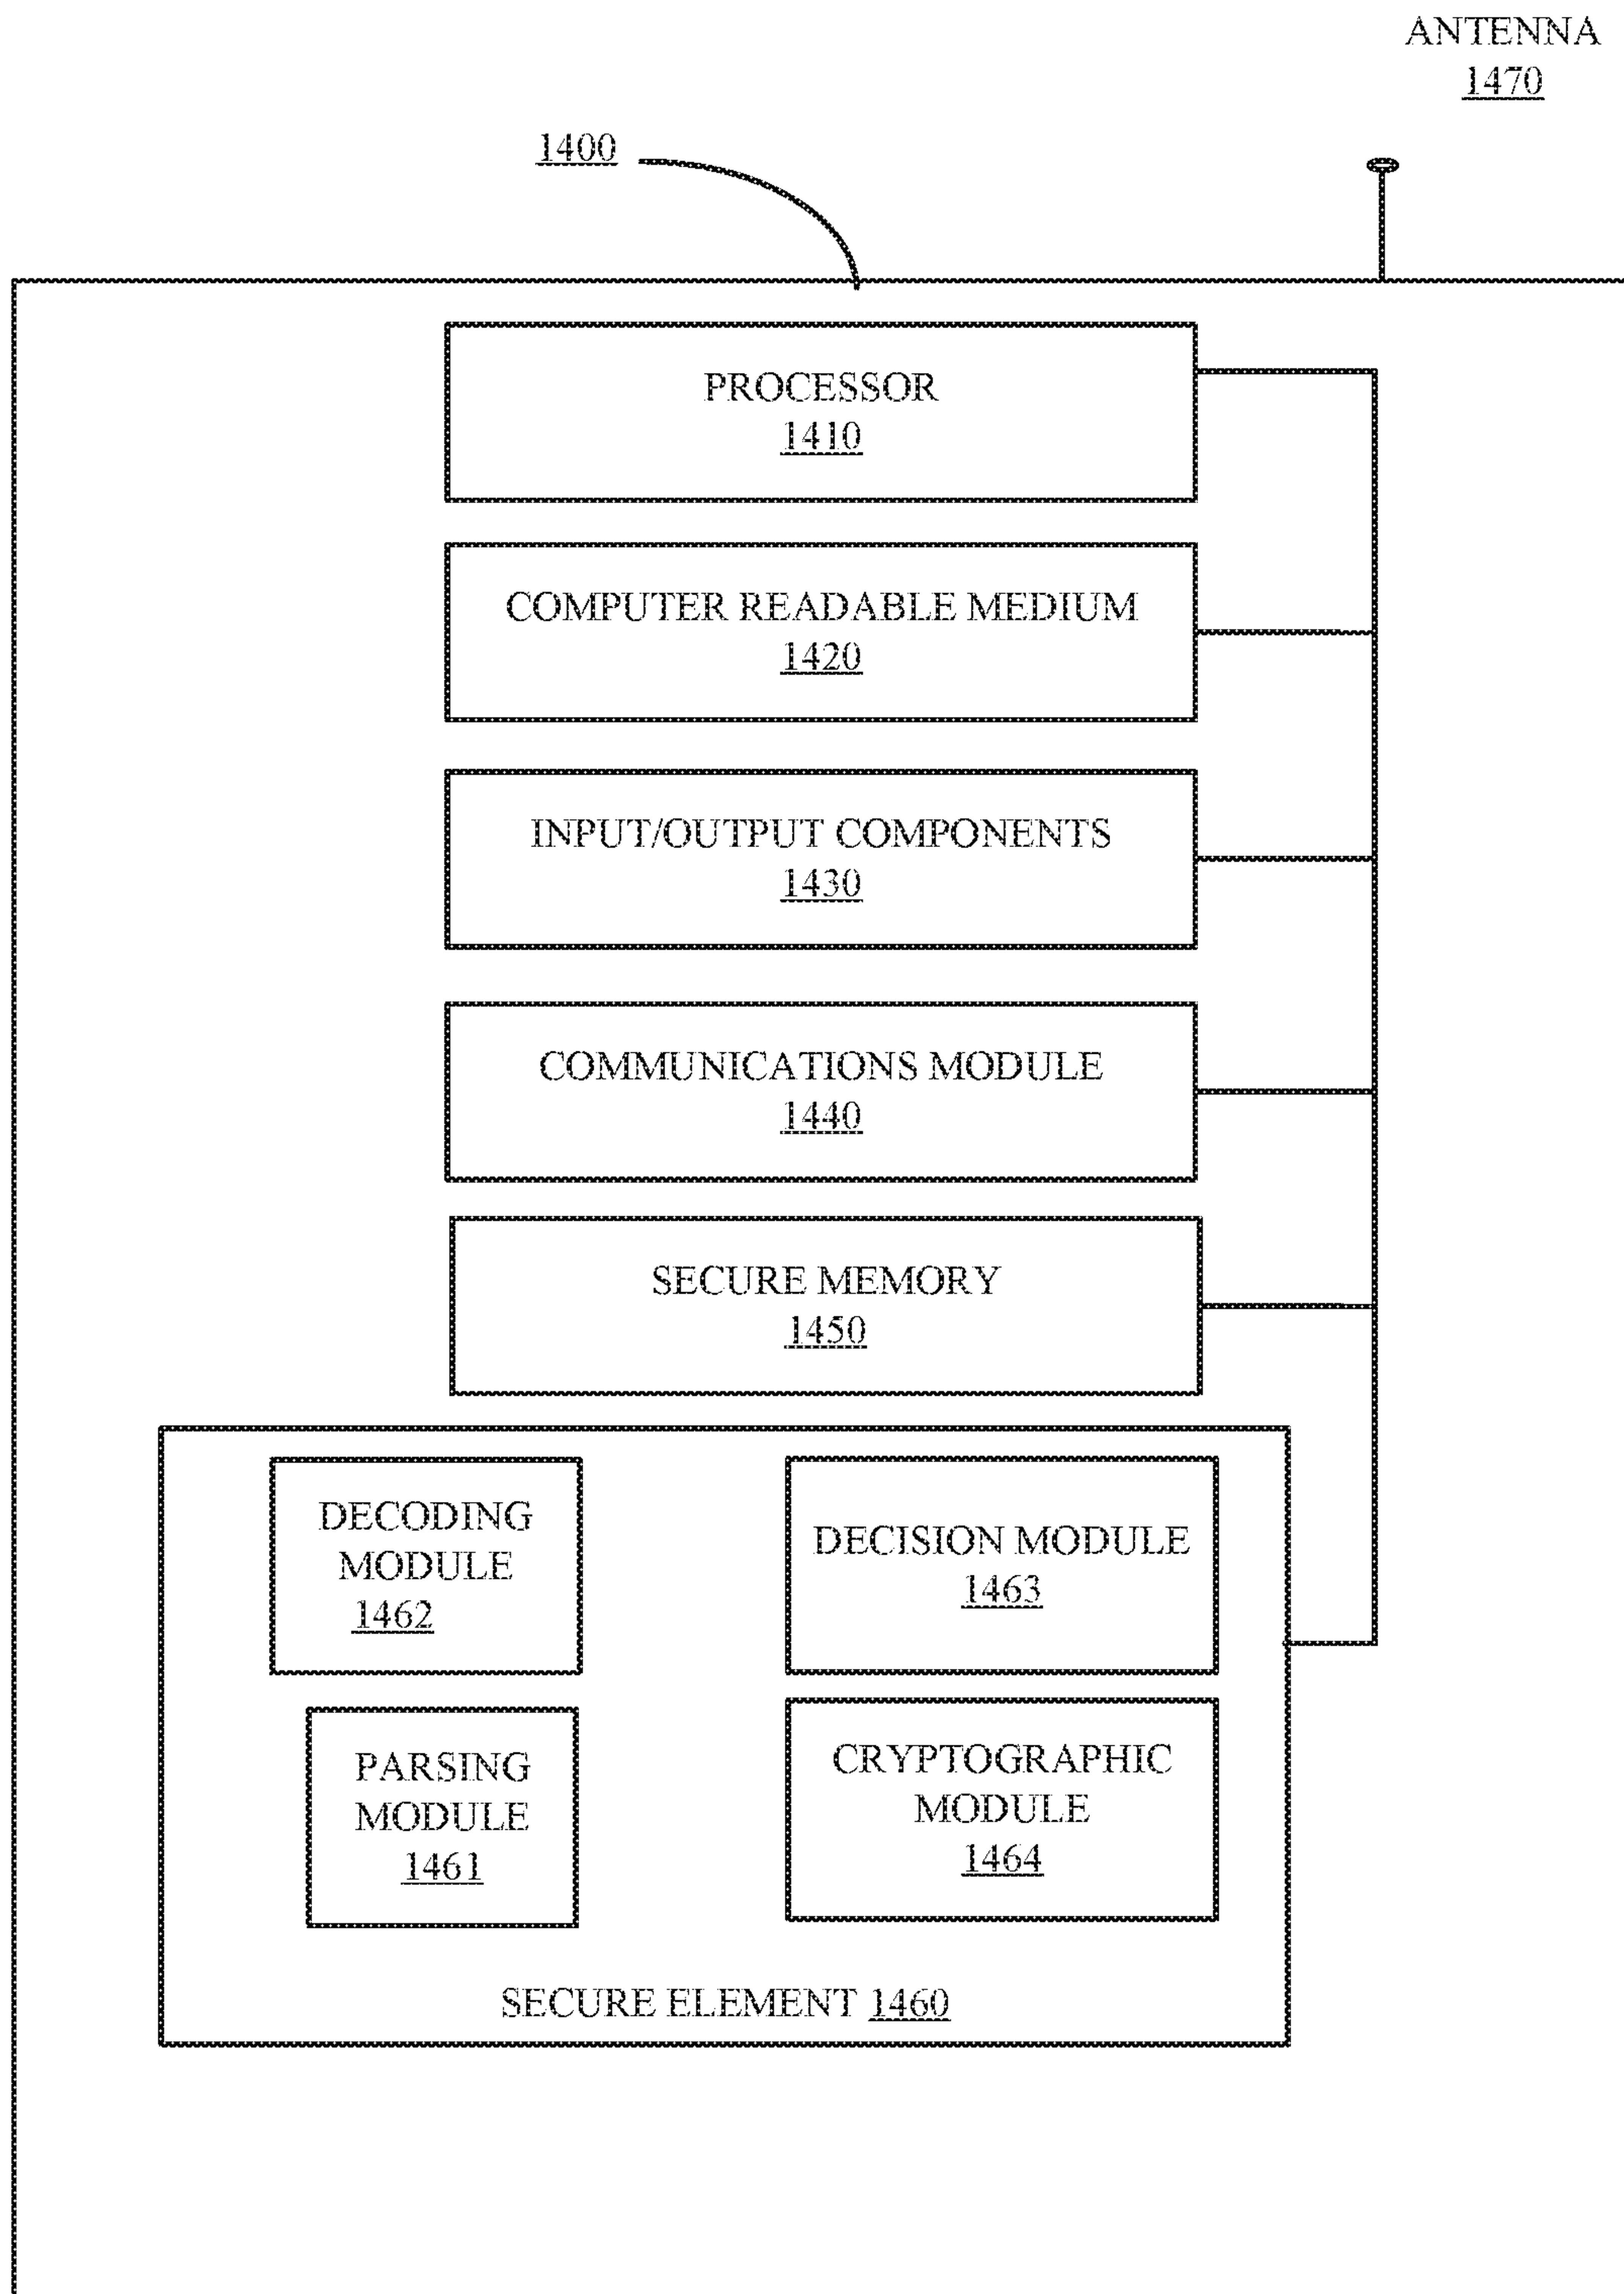 ANTENNA
1470
1400
PROCESSOR
1410
COMPUTER READABLE MEDIUM
1420
INPUT/OUTPUT COMPONENTS
1430
COMMUNICATIONS MODULE
1440
SECURE MEMORY
1450
DECODING
MODULE
1462
DECISION MODULE
1463
PARSING
MODULE
1461
CRYPTOGRAPHIC
MODULE
1464
SECURE ELEMENT 1460